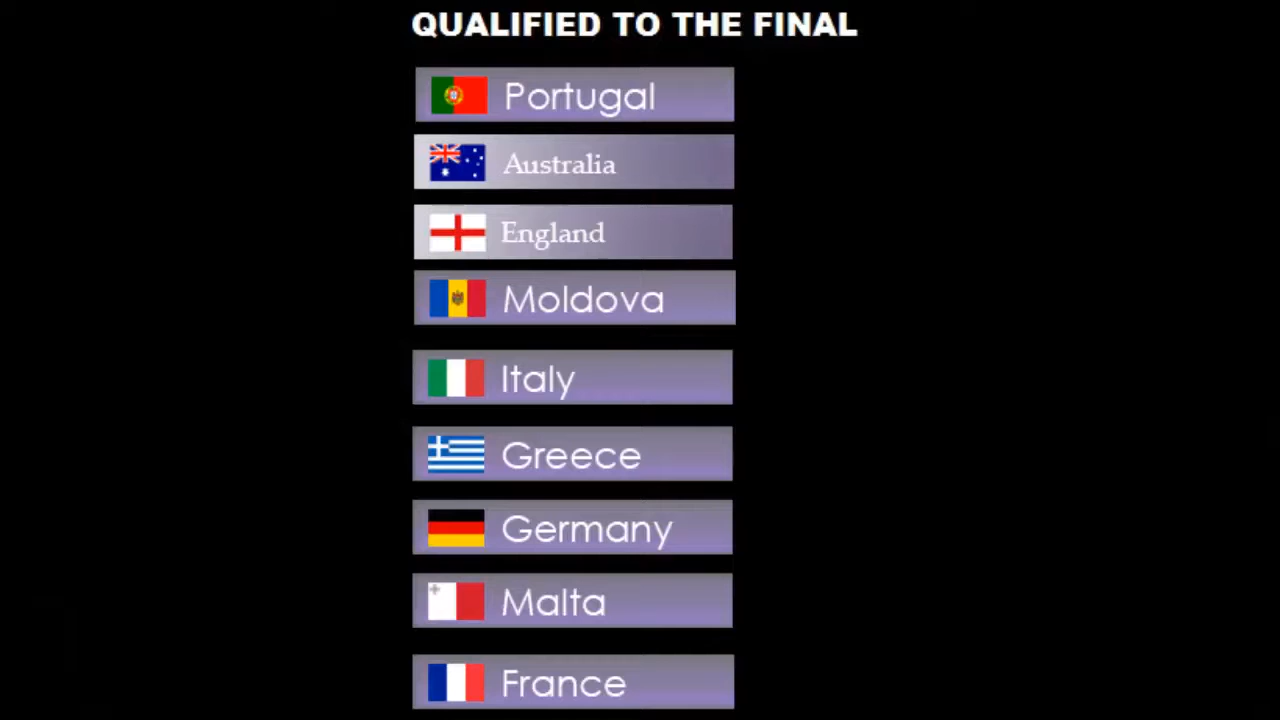 QUALIFIED TO THE FINAL
Portugal
Australia
England
Moldova
Italy
Greece
Germany
Malta
France